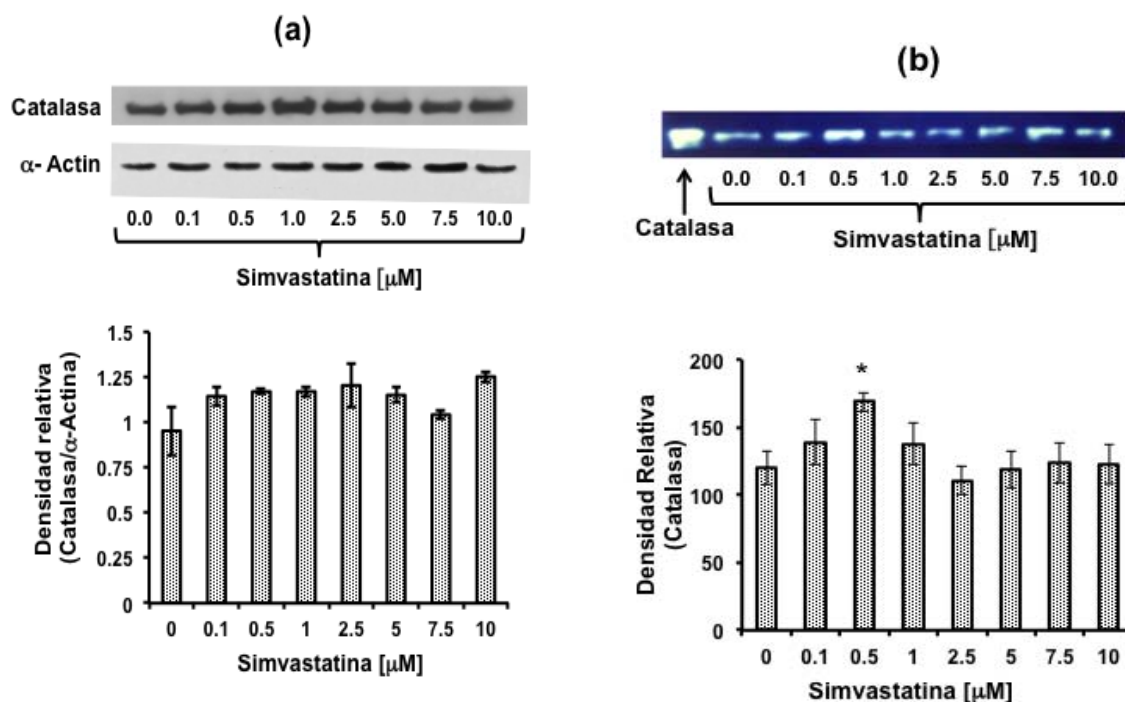 (a)
Catalasa
α- Actin
0.0 0.1 0.5 1.0 2.5 5.0 7.5 10.0
Simvastatina [μM]
Densidad relativa
(Catalasa/α-Actina)
1.5
1.25
1
0.75
0.5
0.25
0
0 0.1 0.5 1 2.5 5 7.5 10
Simvastatina [μM]
(b)
0.0 0.1 0.5 1.0 2.5 5.0 7.5 10.0
Catalasa
Simvastatina [μM]
Densidad Relativa
(Catalasa)
200
150
100
50
0
*
0 0.1 0.5 1 2.5 5 7.5 10
Simvastatina [μM]